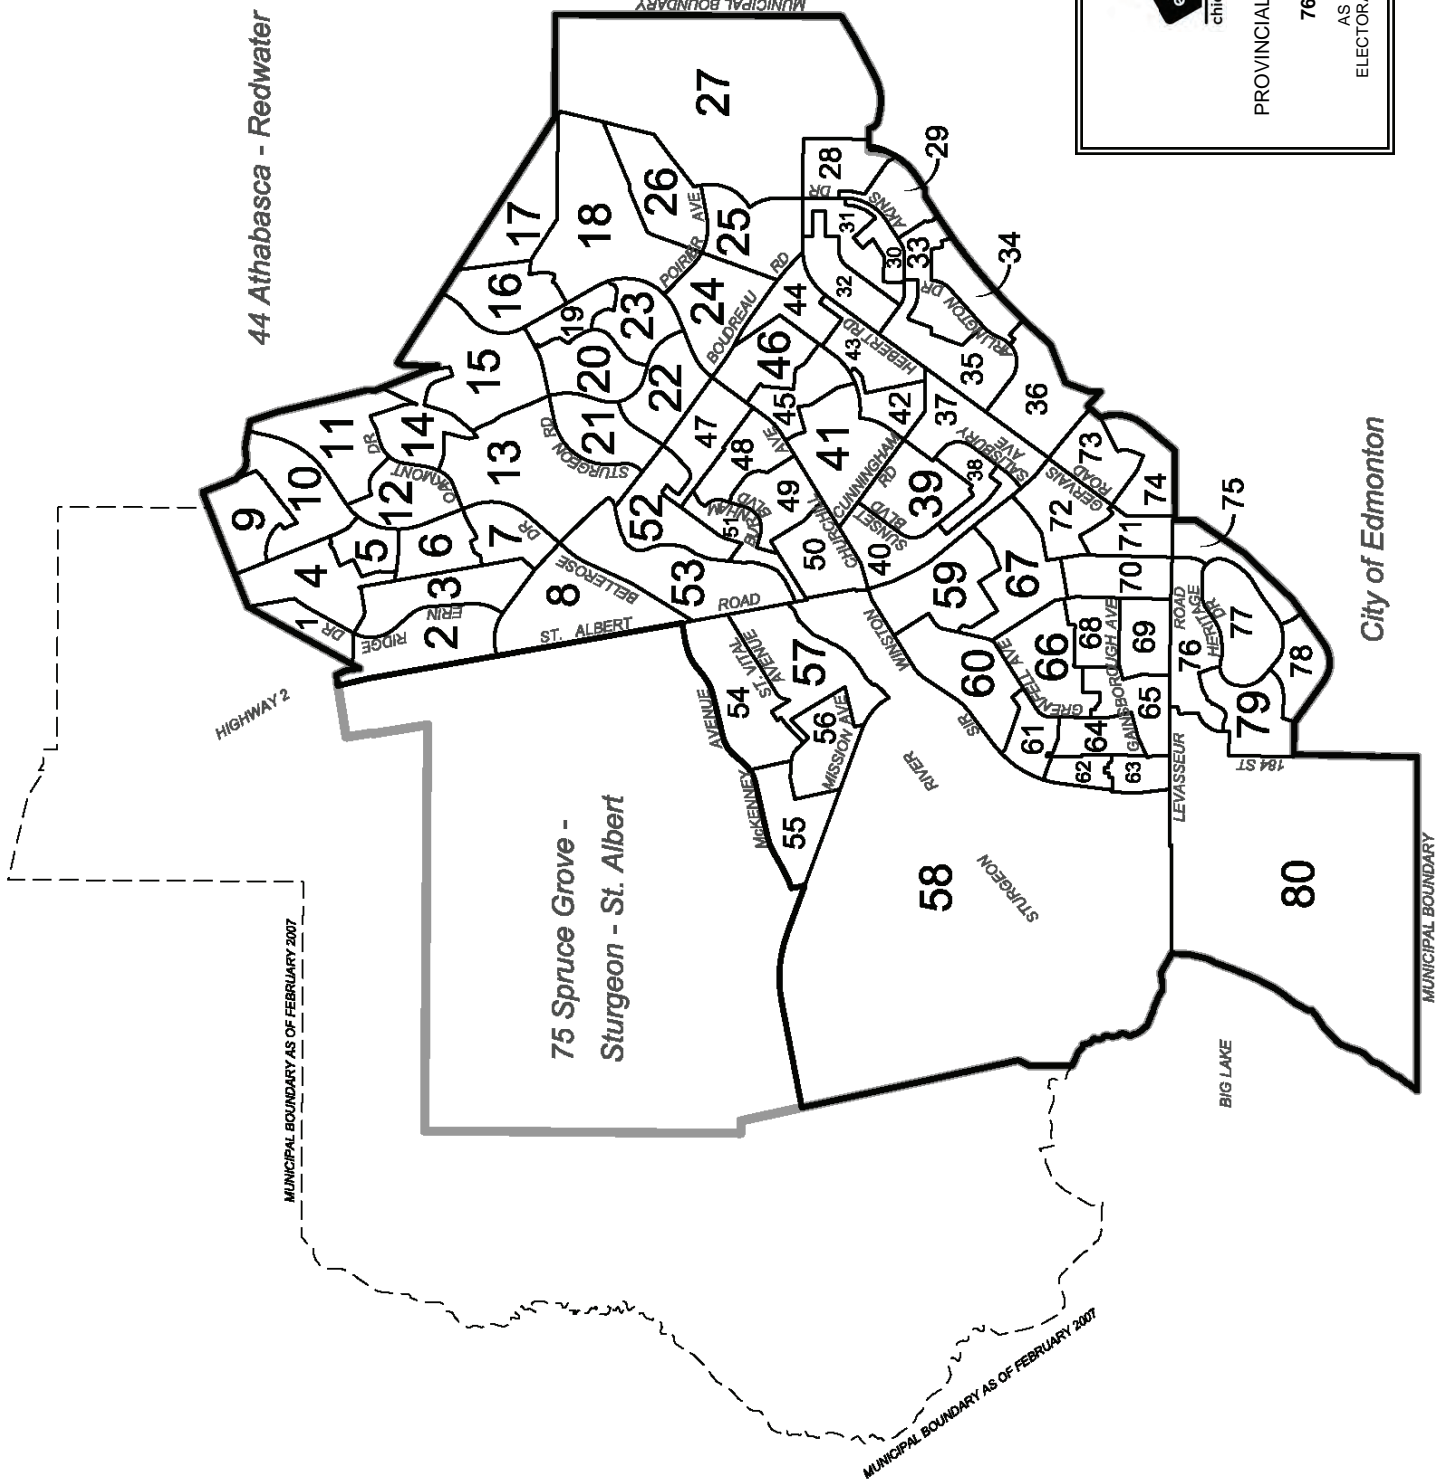 MUNICIPAL BOUNDARY
44 Athabasca - Redwater
75 Spruce Grove -
Sturgeon - St. Albert
City of Edmonton
BIG LAKE
HIGHWAY 2
MUNICIPAL BOUNDARY AS OF FEBRUARY 2007
MUNICIPAL BOUNDARY AS OF FEBRUARY 2007
MUNICIPAL BOUNDARY
PROVINCIAL
76
AS
ELECTORA
chi
ERIN
RIDGE
DR
OAKMONT
DR
BELLEROSE
DR
ST. ALBERT
ROAD
STURGEON RD
STURGEON
RIVER
POIRIER AVE
BOUDREAU RD
AKINS
DR
HEBERT RD
ARLINGTON DR
BURNHAM
BLVD
CHURCHILL
AVE
CUNNINGHAM
RD
SUNSET
BLVD
SALISBURY
AVE
GERVAIS
ROAD
SIR
WINSTON
McKENNEY
AVENUE
ST. VITAL
AVENUE
MISSION AVE
STURGEON
GRENFELL AVE
GAINSBOROUGH AVE
LEVASSEUR
ROAD
HERITAGE
DR
184 ST
1
2
3
4
5
6
7
8
9
10
11
12
13
14
15
16
17
18
19
20
21
22
23
24
25
26
27
28
29
30
31
32
33
34
35
36
37
38
39
40
41
42
43
44
45
46
47
48
49
50
51
52
53
54
55
56
57
58
59
60
61
62
63
64
65
66
67
68
69
70
71
72
73
74
75
76
77
78
79
80